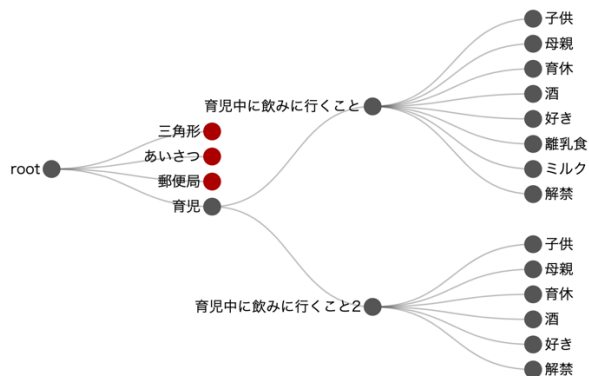 root
三角形
あいさつ
郵便局
育児
育児中に飲みに行くこと
子供
母親
育休
酒
好き
離乳食
ミルク
解禁
育児中に飲みに行くこと2
子供
母親
育休
酒
好き
解禁